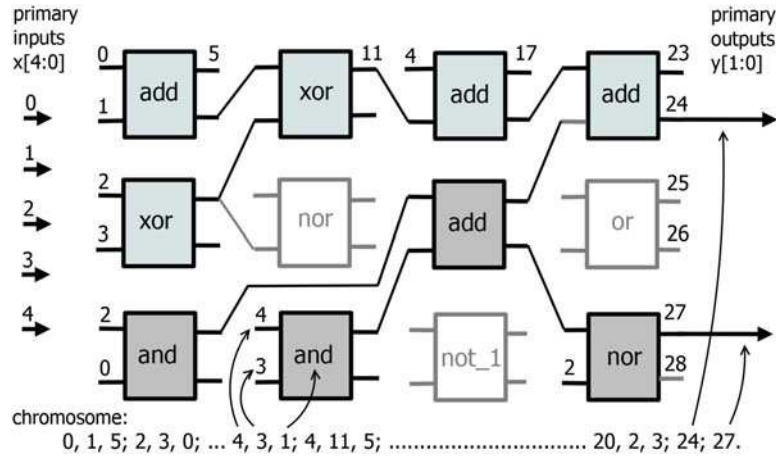 primary
inputs
x[4:0]
0
1
2
3
4
0
5
1
add
11
xor
4
17
add
23
24
add
primary
outputs
y[1:0]
2
3
xor
nor
add
25
26
or
2
0
and
4
3
and
not_1
27
2
28
nor
chromosome:
0, 1, 5; 2, 3, 0; ... 4, 3, 1; 4, 11, 5; .................................. 20, 2, 3; 24; 27.